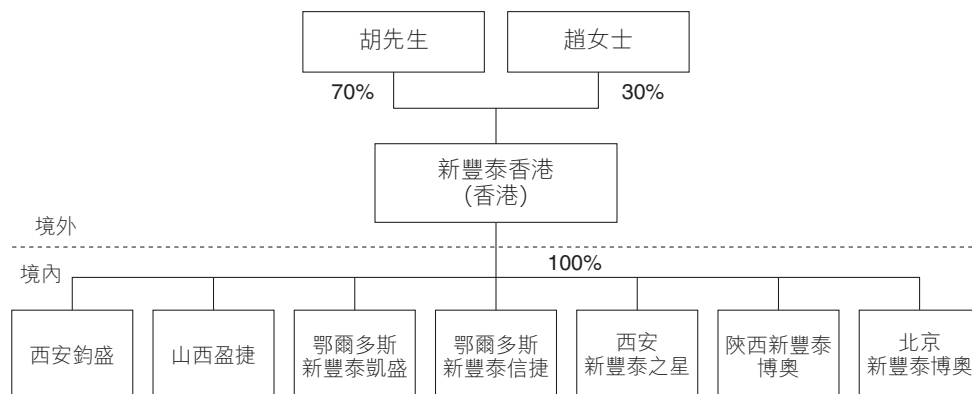 胡先生
趙女士
70%
30%
新豐泰香港
(香港)
境外
境內
100%
西安鈞盛
山西盈捷
鄂爾多斯
新豐泰凱盛
鄂爾多斯
新豐泰信捷
西安
新豐泰之星
陝西新豐泰
博奧
北京
新豐泰博奧